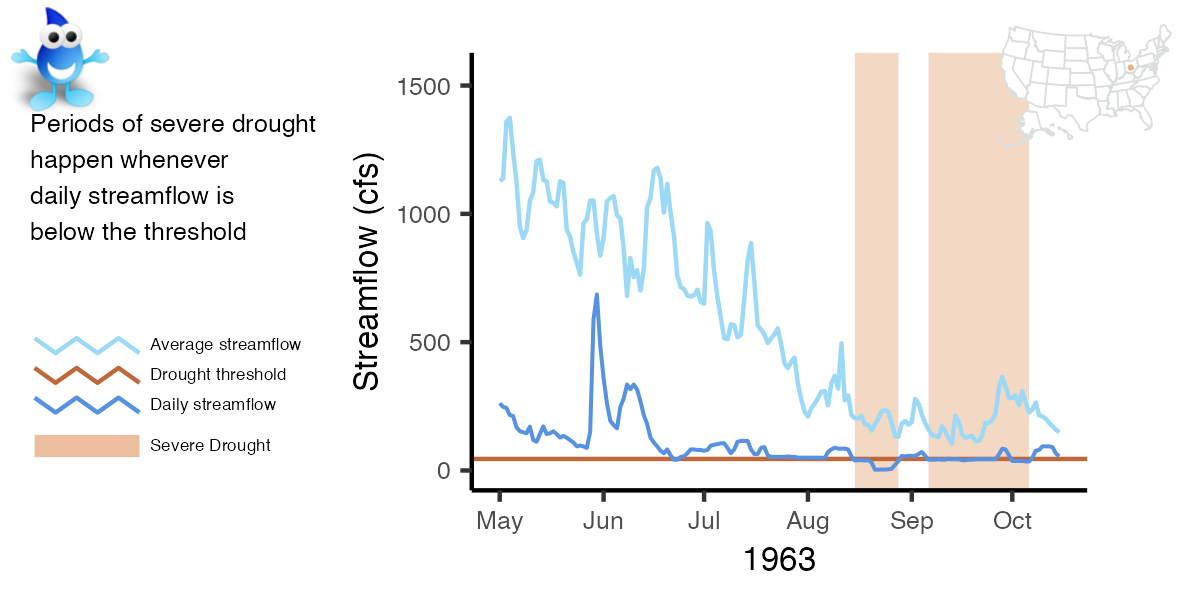 Periods of severe drought
happen whenever
daily streamflow is
below the threshold
Average streamflow
Drought threshold
Daily streamflow
Severe Drought
Streamflow (cfs)
1500
1000
500
0
May Jun Jul Aug Sep Oct
1963